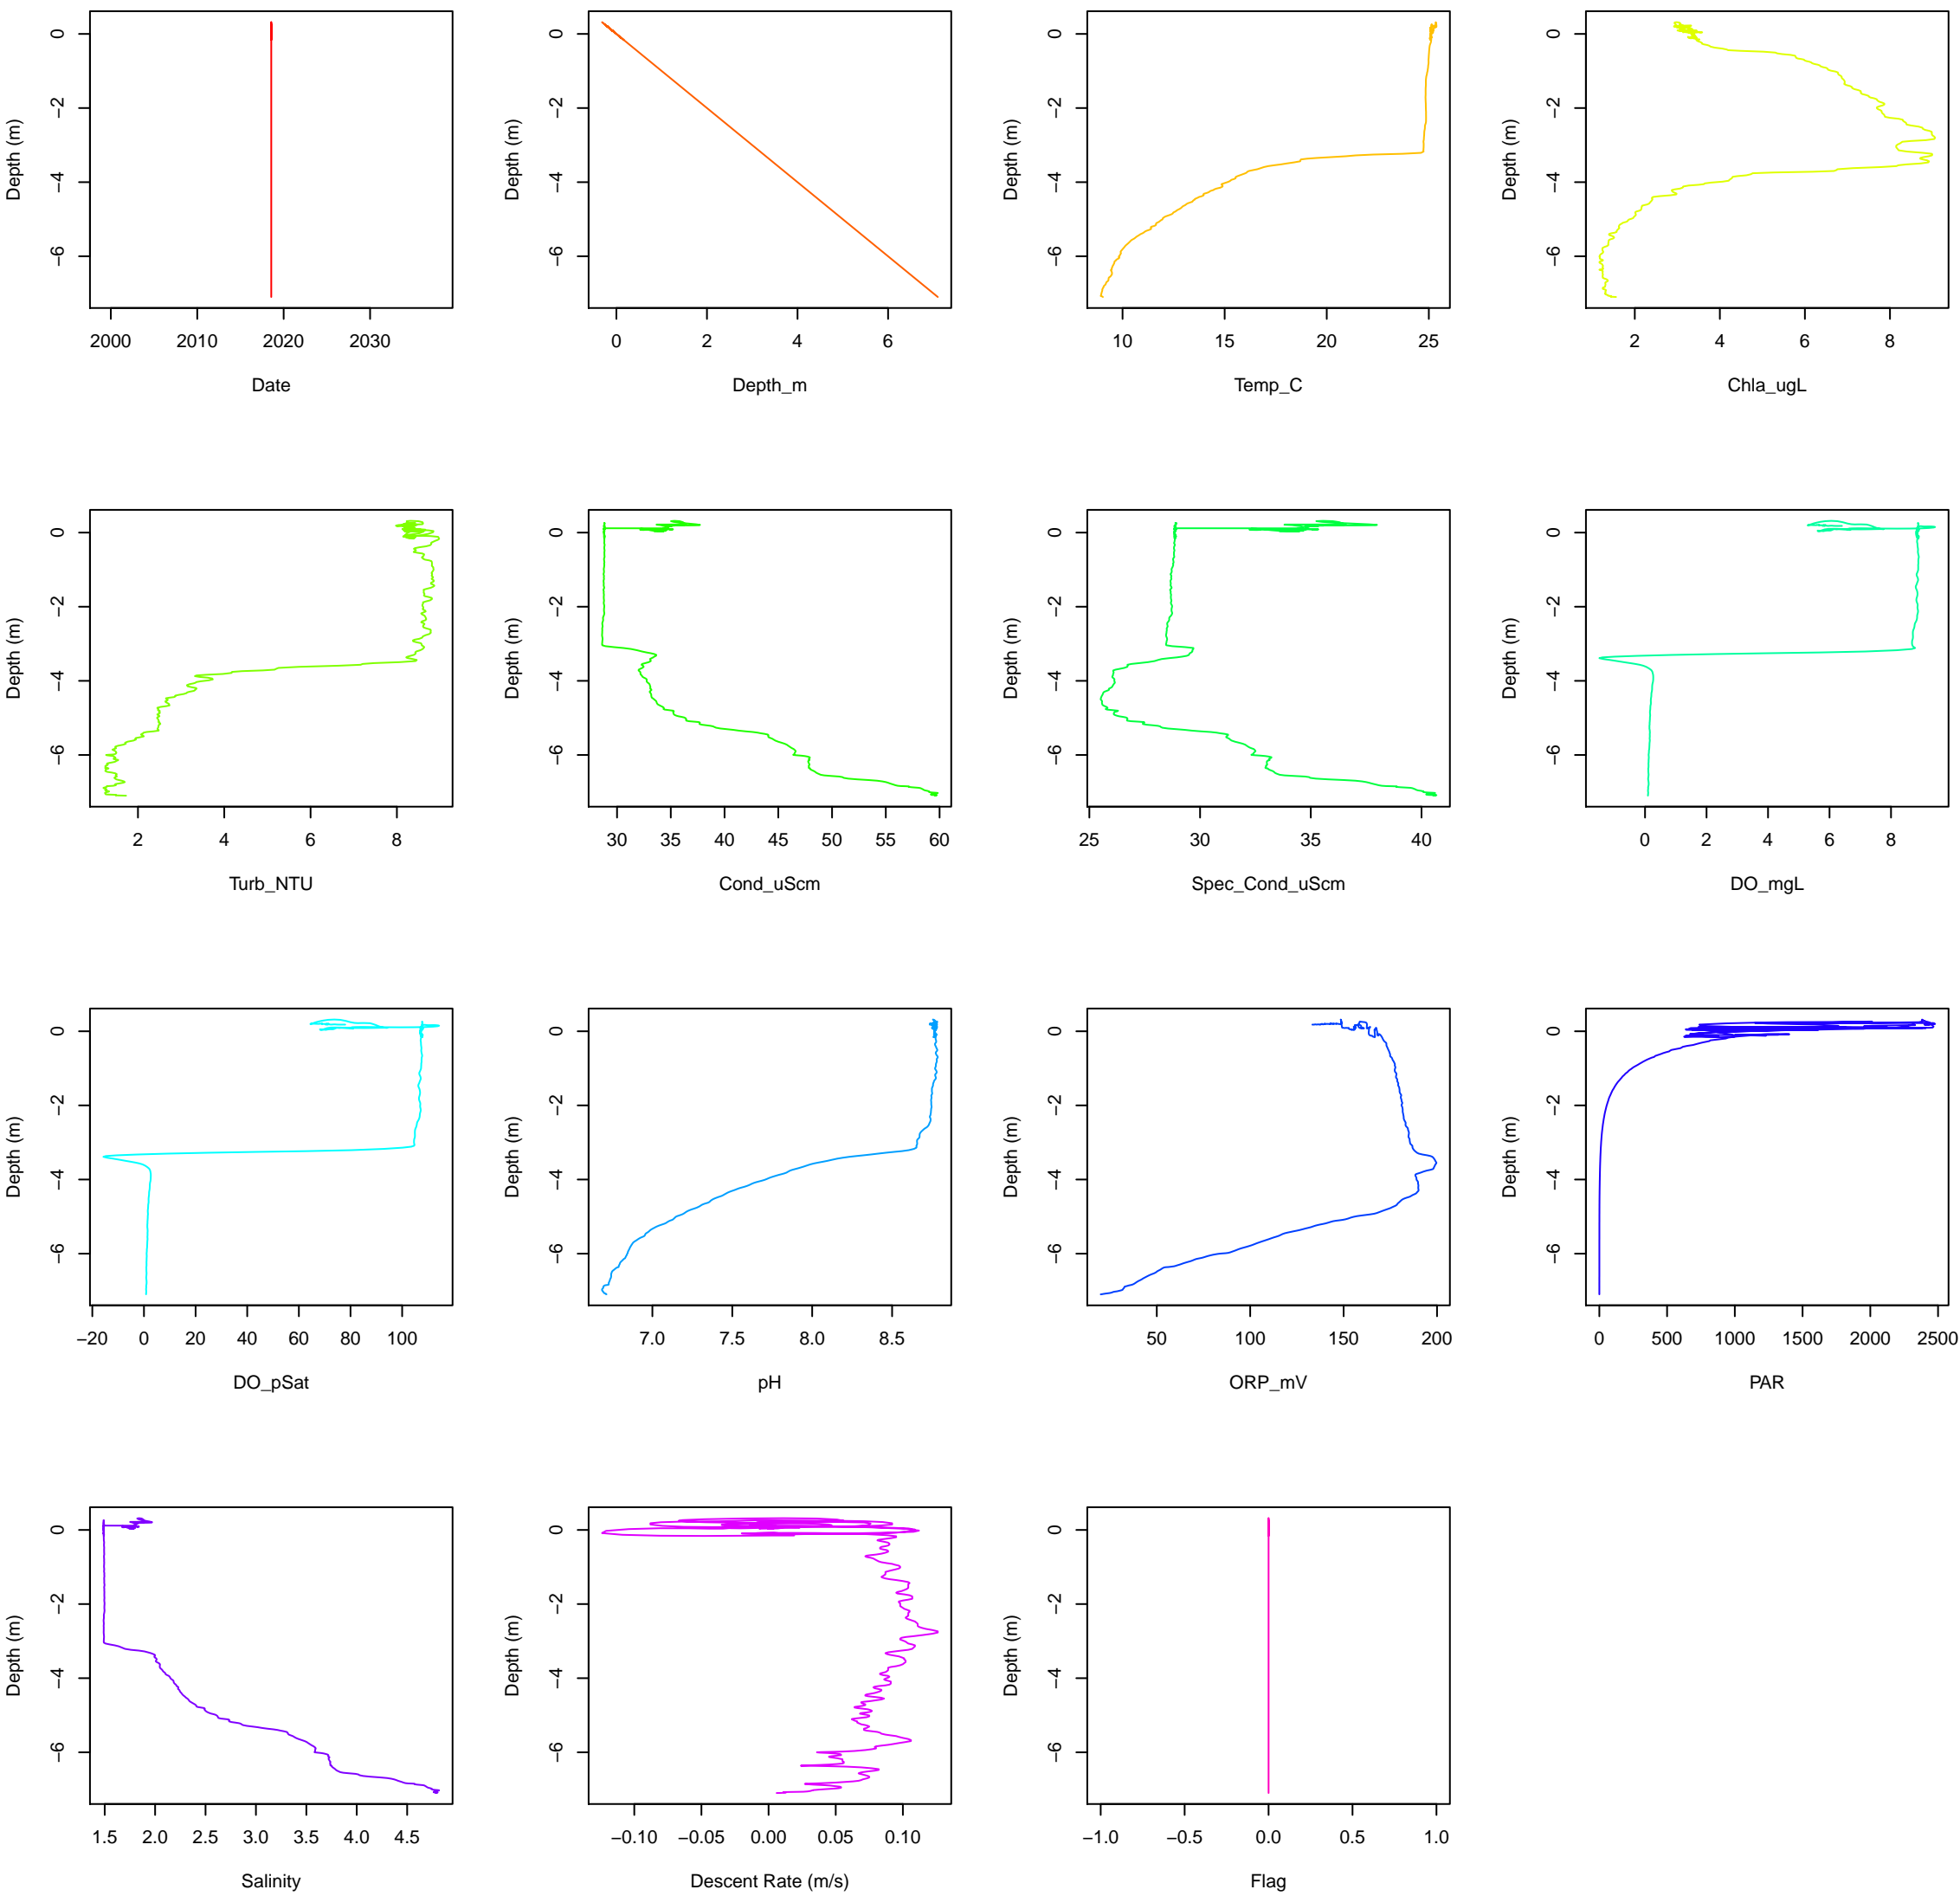 Depth (m)
−6 −4 −2 0
2000 2010 2020 2030
Date
Depth (m)
−6 −4 −2 0
0 2 4 6
Depth_m
Depth (m)
−6 −4 −2 0
10 15 20 25
Temp_C
Depth (m)
−6 −4 −2 0
2 4 6 8
Chla_ugL
Depth (m)
−6 −4 −2 0
2 4 6 8
Turb_NTU
Depth (m)
−6 −4 −2 0
30 35 40 45 50 55 60
Cond_uScm
Depth (m)
−6 −4 −2 0
25 30 35 40
Spec_Cond_uScm
Depth (m)
−6 −4 −2 0
0 2 4 6 8
DO_mgL
Depth (m)
−6 −4 −2 0
−20 0 20 40 60 80 100
DO_pSat
Depth (m)
−6 −4 −2 0
7.0 7.5 8.0 8.5
pH
Depth (m)
−6 −4 −2 0
50 100 150 200
ORP_mV
Depth (m)
−6 −4 −2 0
0 500 1000 1500 2000 2500
PAR
Depth (m)
−6 −4 −2 0
1.5 2.0 2.5 3.0 3.5 4.0 4.5
Salinity
Depth (m)
−6 −4 −2 0
−0.10 −0.05 0.00 0.05 0.10
Descent Rate (m/s)
Depth (m)
−6 −4 −2 0
−1.0 −0.5 0.0 0.5 1.0
Flag